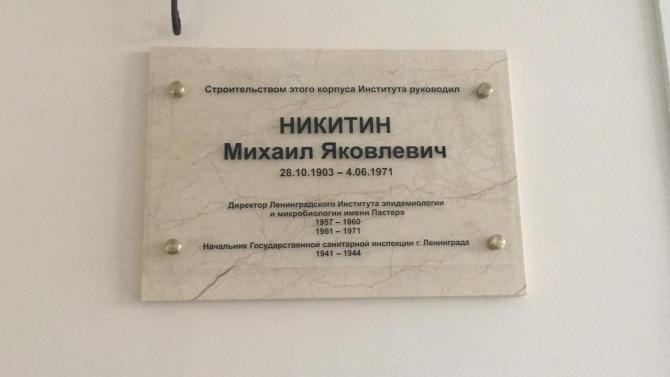 Строительством этого корпуса Института руководил
НИКИТИН
Михаил Яковлевич
28.10.1903 – 4.06.1971
Директор Ленинградского Института эпидемиологии
и микробиологии имени Пастера
1957 – 1960
1961 – 1971
Начальник Государственной санитарной инспекции г. Ленинграда
1941 – 1944